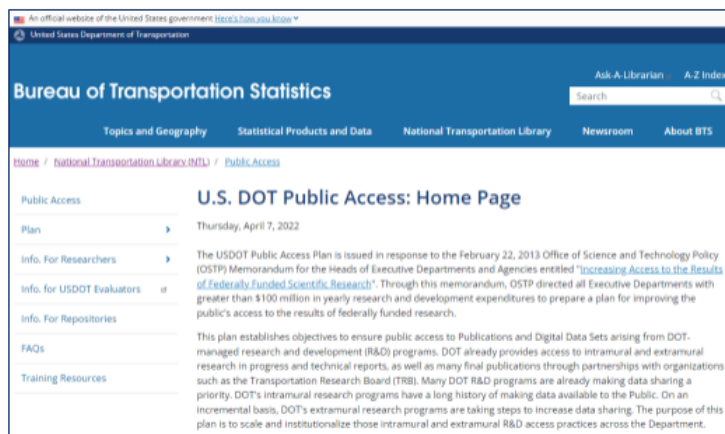 An official website of the United States government Here's how you know
United States Department of Transportation
Ask-A-Librarian A-Z Index
Bureau of Transportation Statistics
Search
Topics and Geography Statistical Products and Data National Transportation Library Newsroom About BTS
Home / National Transportation Library (NTL) / Public Access
Public Access
Plan
Info. For Researchers
Info. for USDOT Evaluators
Info. For Repositories
FAQs
Training Resources
U.S. DOT Public Access: Home Page
Thursday, April 7, 2022
The USDOT Public Access Plan is issued in response to the February 22, 2013 Office of Science and Technology Policy
(OSTP) Memorandum for the Heads of Executive Departments and Agencies entitled "Increasing Access to the Results
of Federally Funded Scientific Research". Through this memorandum, OSTP directed all Executive Departments with
greater than $100 million in yearly research and development expenditures to prepare a plan for improving the
public's access to the results of federally funded research.
This plan establishes objectives to ensure public access to Publications and Digital Data Sets arising from DOT-
managed research and development (R&D) programs. DOT already provides access to intramural and extramural
research in progress and technical reports, as well as many final publications through partnerships with organizations
such as the Transportation Research Board (TRB). Many DOT R&D programs are already making data sharing a
priority. DOT's intramural research programs have a long history of making data available to the Public. On an
incremental basis, DOT's extramural research programs are taking steps to increase data sharing. The purpose of this
plan is to scale and institutionalize those intramural and extramural R&D access practices across the Department.